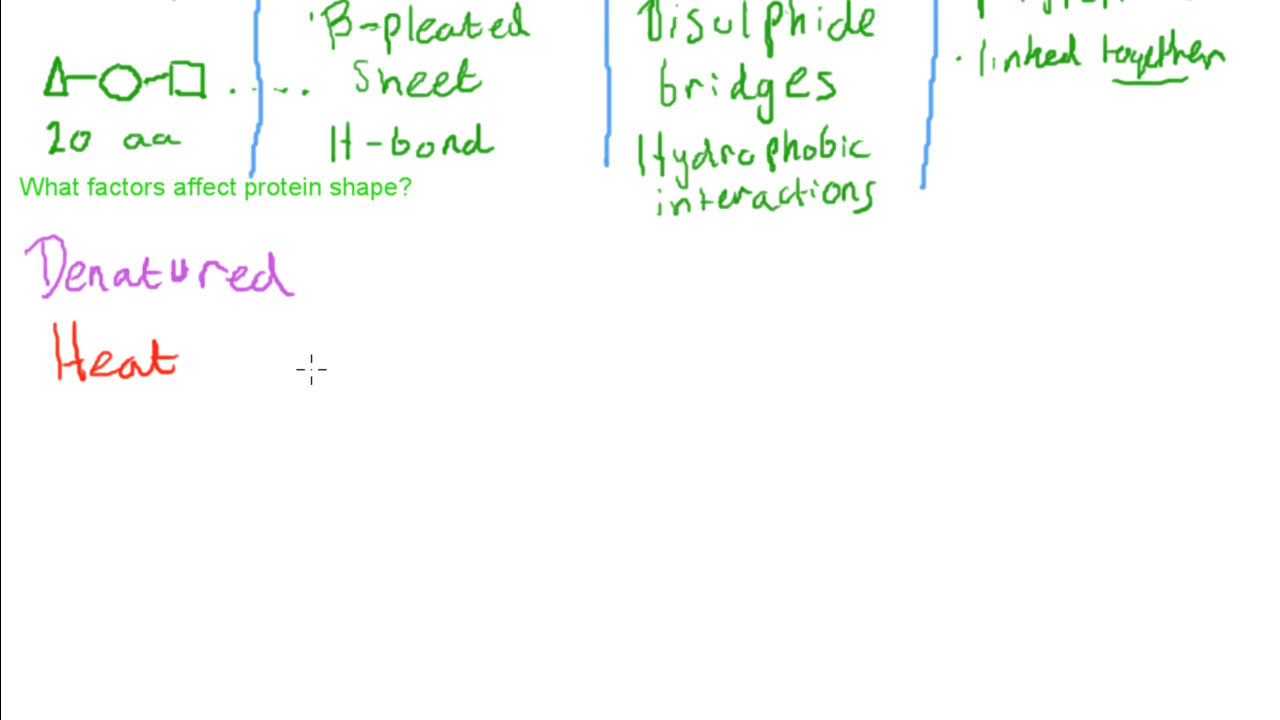 B-pleated
Sheet
H-bond
20 aa
Disulphide
bridges
Hydrophobic
interactions
. linked together
What factors affect protein shape?
Denatured
Heat